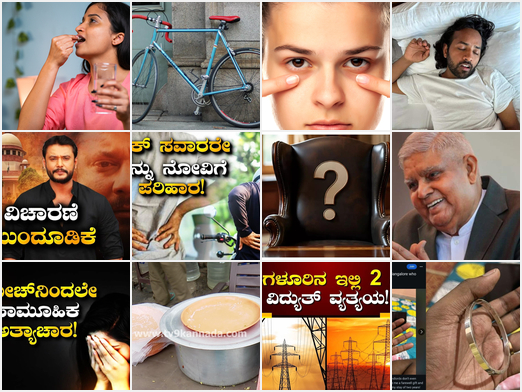 ವಿಚಾರಣೆ
ಮುಂದೂಡಿಕೆ
ಕ್ ಸವಾರರೇ
ನ್ನು ನೋವಿಗೆ
ಪರಿಹಾರ!
?
ಚ್‌ನಿಂದಲೇ
ಸಾಮೂಹಿಕ
ಅತ್ಯಾಚಾರ!
www.tv9kannada.com
ಗಳೂರಿನ ಇಲ್ಲಿ 2
ವಿದ್ಯುತ್ ವ್ಯತ್ಯಯ!